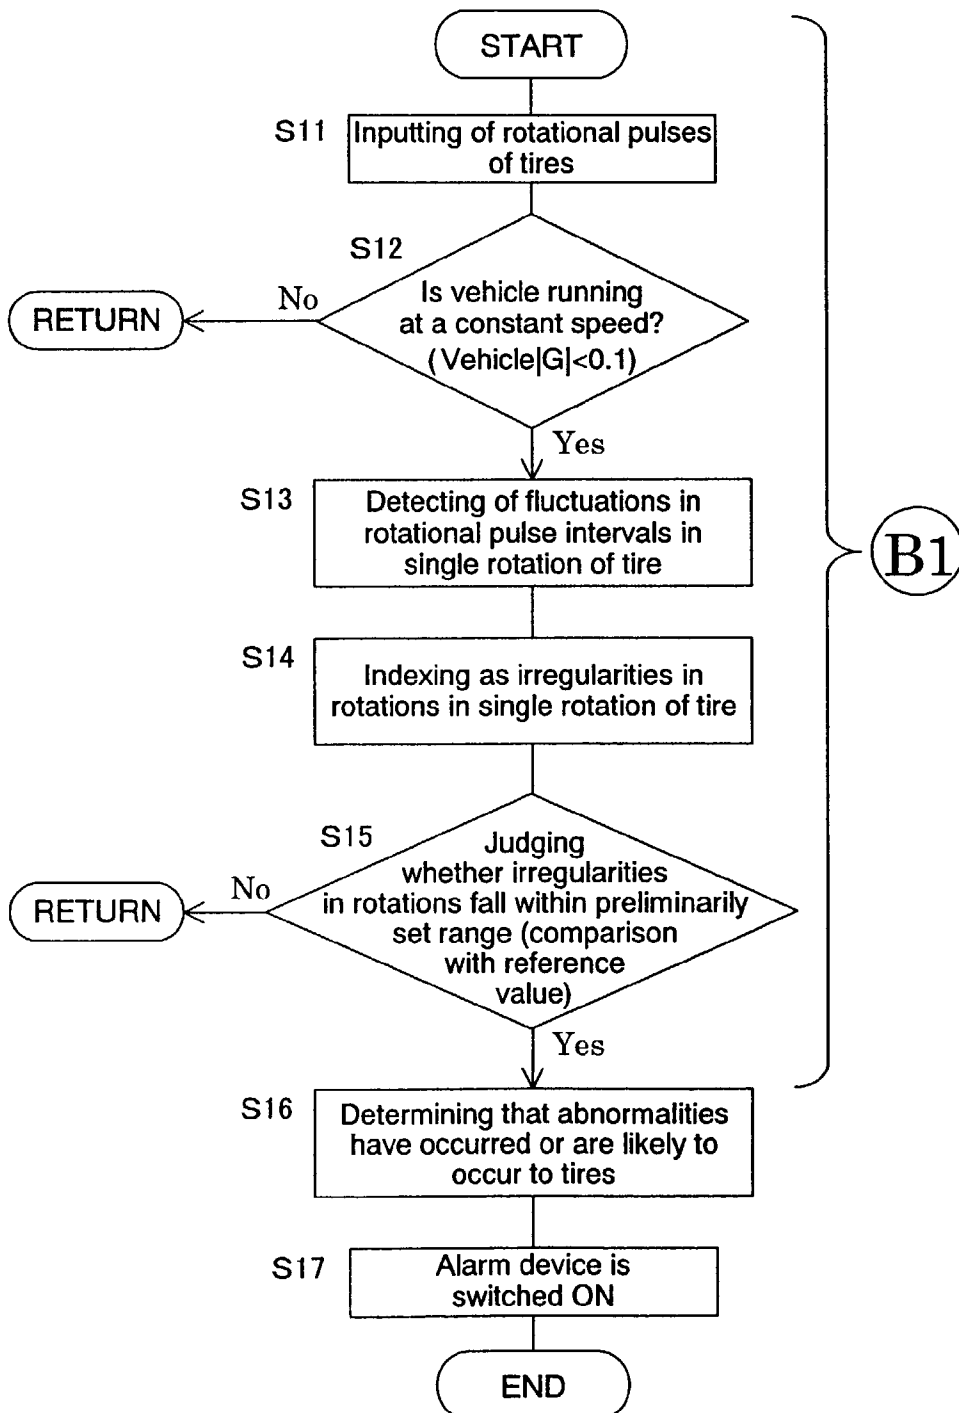 START
S11
Inputting of rotational pulses
of tires
S12
Is vehicle running
at a constant speed?
(Vehicle|G|<0.1)
No
RETURN
Yes
S13
Detecting of fluctuations in
rotational pulse intervals in
single rotation of tire
B1
S14
Indexing as irregularities in
rotations in single rotation of tire
S15
Judging
whether irregularities
in rotations fall within preliminarily
set range (comparison
with reference
value)
No
RETURN
Yes
S16
Determining that abnormalities
have occurred or are likely to
occur to tires
S17
Alarm device is
switched ON
END